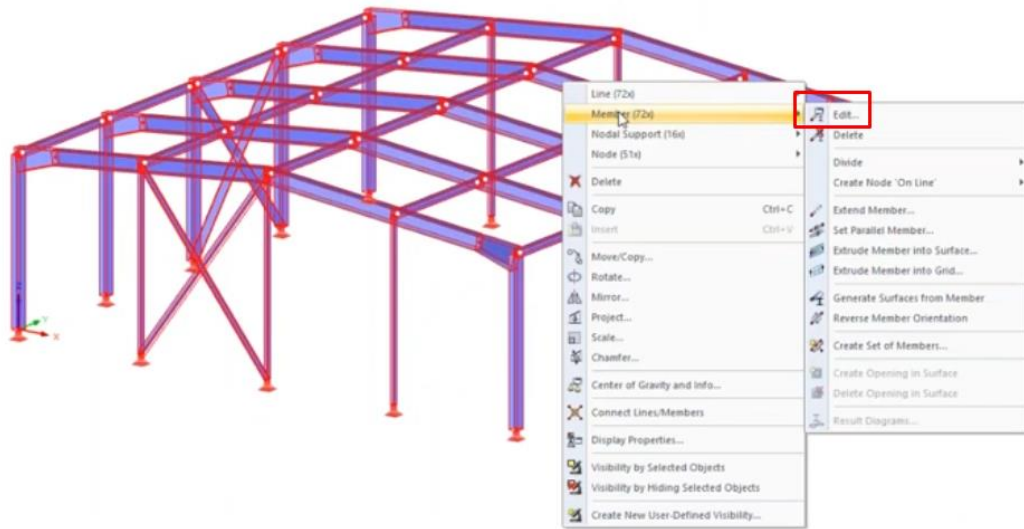 Line (72x)
Member (72x)
Nodal Support (16x)
Node (51x)
Delete
Copy Ctrl+C
Insert Ctrl+V
Move/Copy...
Rotate...
Mirror...
Project...
Scale...
Chamfer...
Center of Gravity and Info...
Connect Lines/Members
Display Properties...
Visibility by Selected Objects
Visibility by Hiding Selected Objects
Create New User-Defined Visibility...
Edit...
Delete
Divide
Create Node 'On Line'
Extend Member...
Set Parallel Member...
Extrude Member into Surface...
Extrude Member into Grid...
Generate Surfaces from Member
Reverse Member Orientation
Create Set of Members...
Create Opening in Surface
Delete Opening in Surface
Result Diagrams...
Z
Y
X